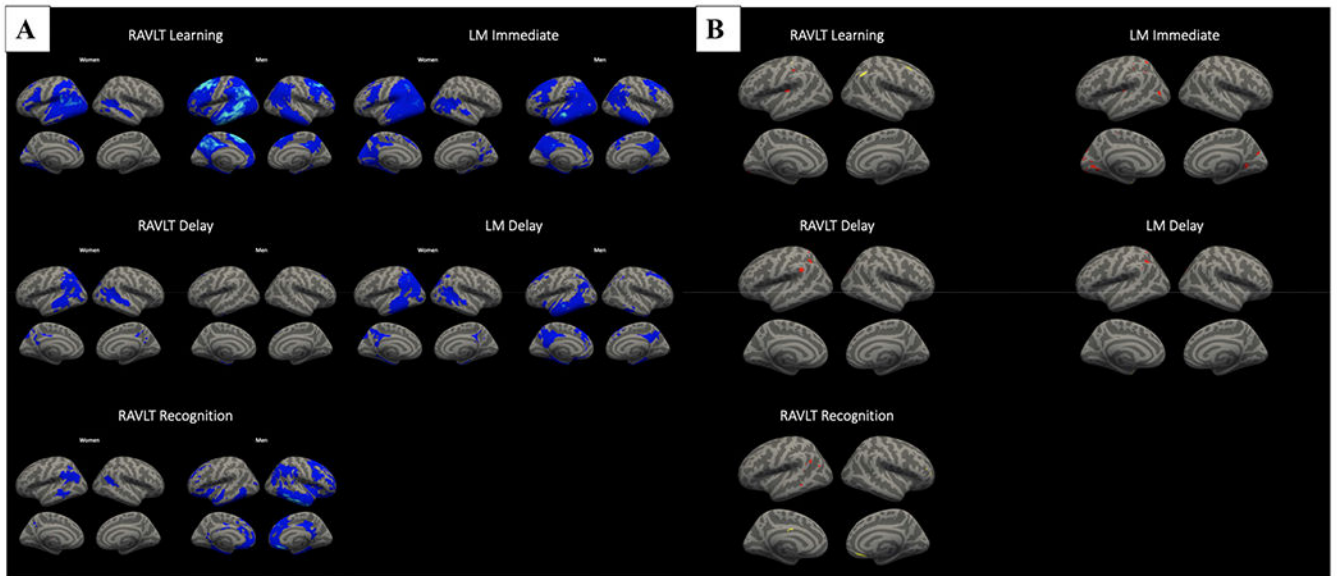 A
RAVLT Learning
Women
Men
LM Immediate
Women
Men
RAVLT Delay
Women
Men
LM Delay
Women
Men
RAVLT Recognition
Women
Men
B
RAVLT Learning
LM Immediate
RAVLT Delay
LM Delay
RAVLT Recognition